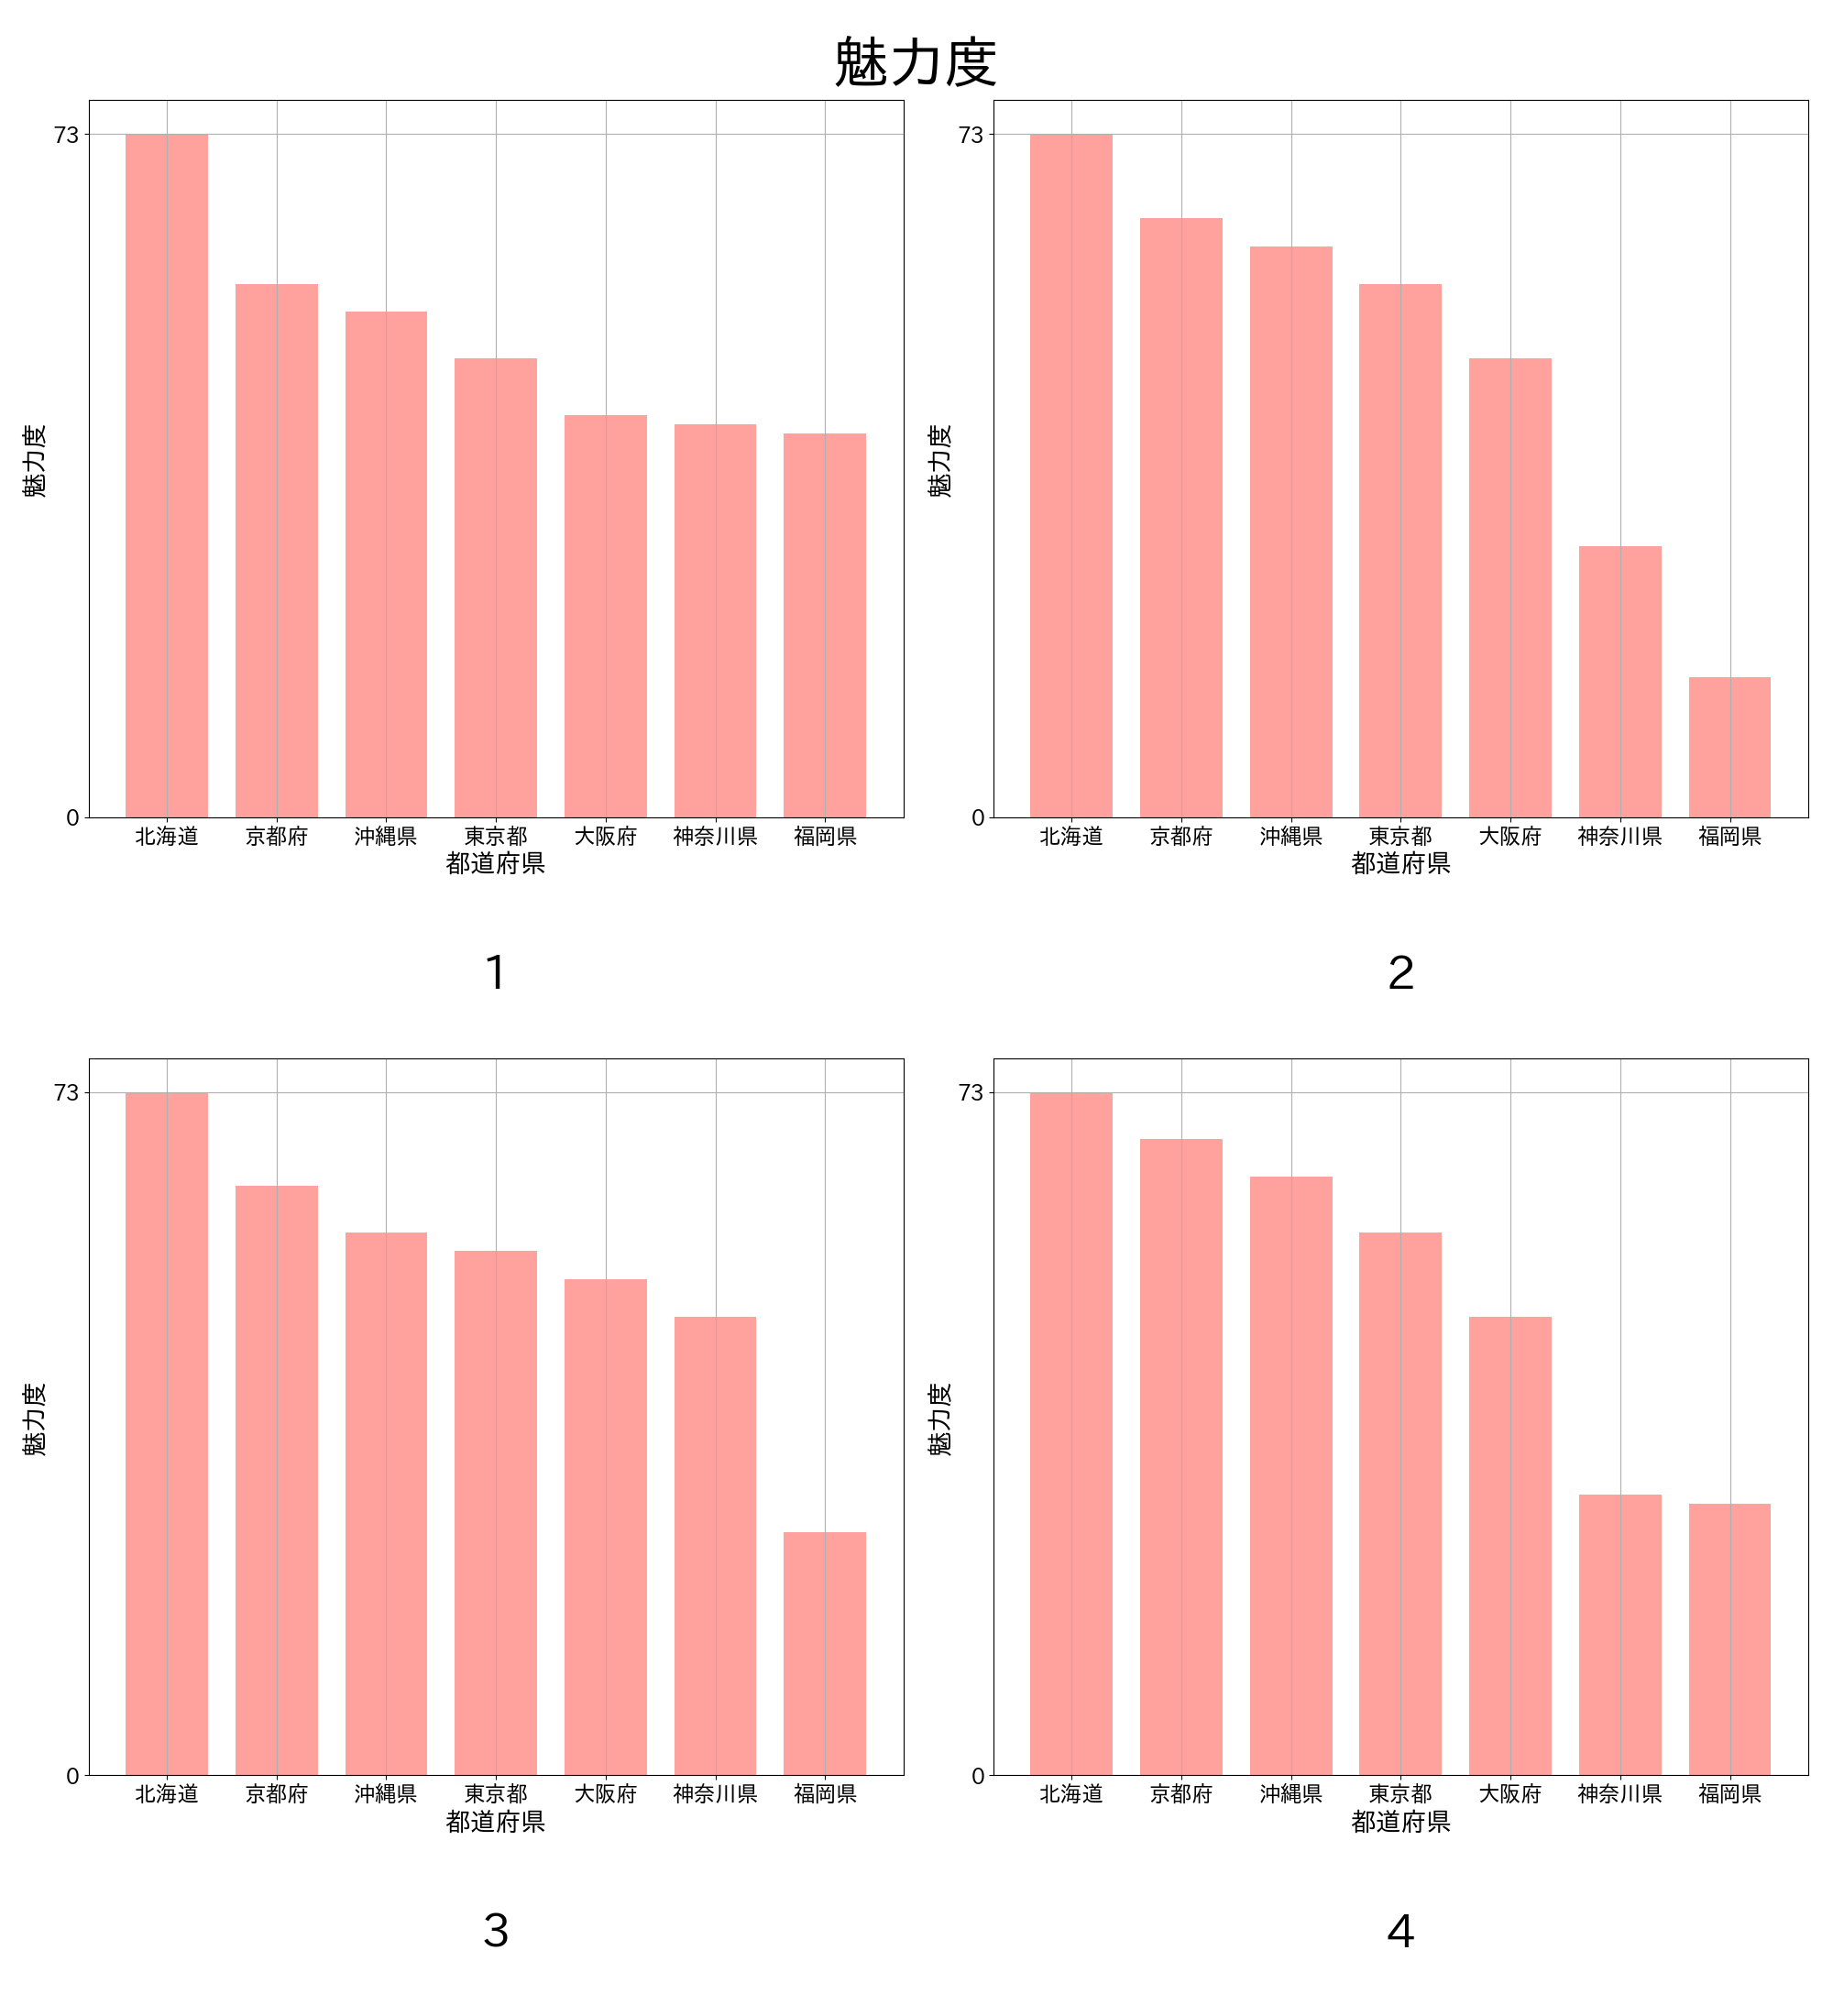 魅力度
73
0
魅力度
北海道 京都府 沖縄県 東京都 大阪府 神奈川県 福岡県
都道府県
1
73
0
魅力度
北海道 京都府 沖縄県 東京都 大阪府 神奈川県 福岡県
都道府県
2
73
0
魅力度
北海道 京都府 沖縄県 東京都 大阪府 神奈川県 福岡県
都道府県
3
73
0
魅力度
北海道 京都府 沖縄県 東京都 大阪府 神奈川県 福岡県
都道府県
4